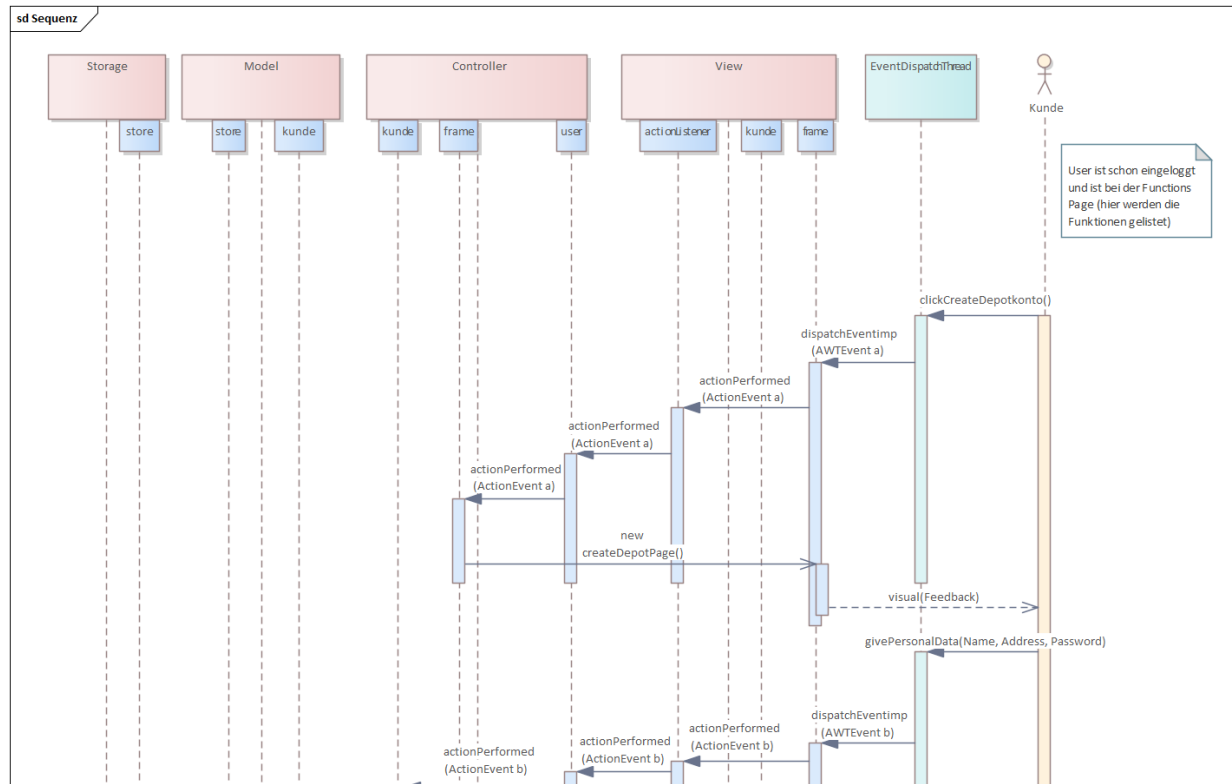 sd Sequenz
Storage
Model
Controller
View
EventDispatchThread
Kunde
store
store
kunde
kunde
frame
user
actionListener
kunde
frame
User ist schon eingeloggt
und ist bei der Functions
Page (hier werden die
Funktionen gelistet)
clickCreateDepotkonto()
dispatchEventimp
(AWTEvent a)
actionPerformed
(ActionEvent a)
actionPerformed
(ActionEvent a)
actionPerformed
(ActionEvent a)
new
createDepotPage()
visual(Feedback)
givePersonalData(Name, Address, Password)
dispatchEventimp
(AWTEvent b)
actionPerformed
(ActionEvent b)
actionPerformed
(ActionEvent b)
actionPerformed
(ActionEvent b)